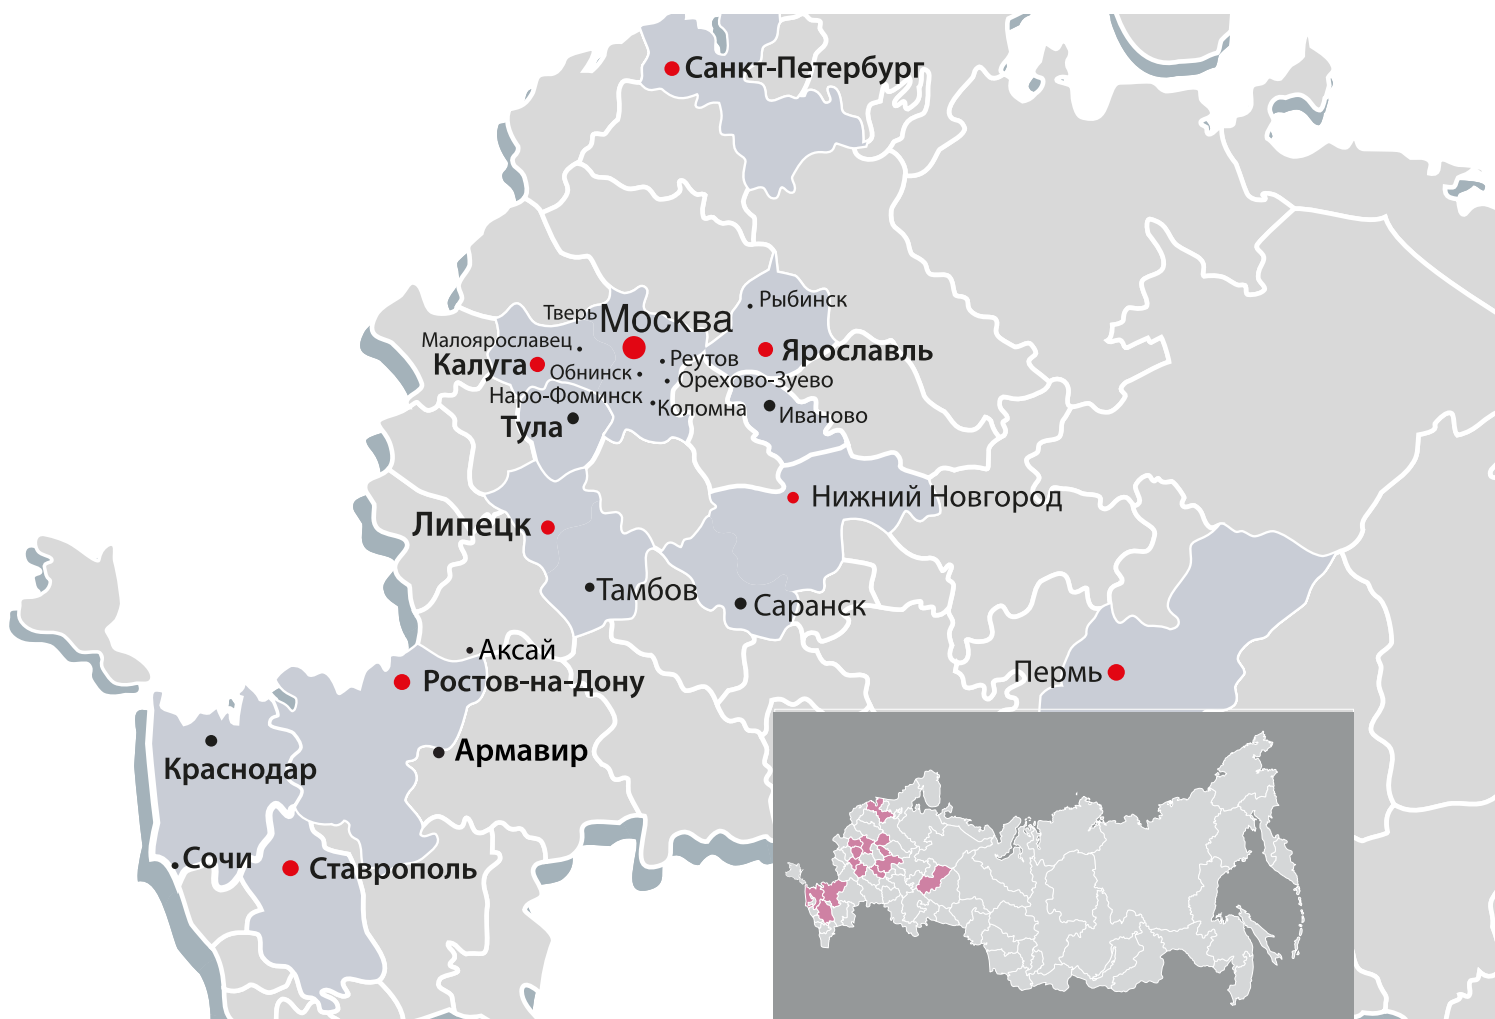 Санкт-Петербург
Рыбинск
Тверь
Москва
Малоярославец
Ярославль
Калуга
Реутов
Обнинск
Орехово-Зуево
Наро-Фоминск
Коломна
Иваново
Тула
Нижний Новгород
Липецк
Тамбов
Саранск
Аксай
Пермь
Ростов-на-Дону
Армавир
Краснодар
Сочи
Ставрополь